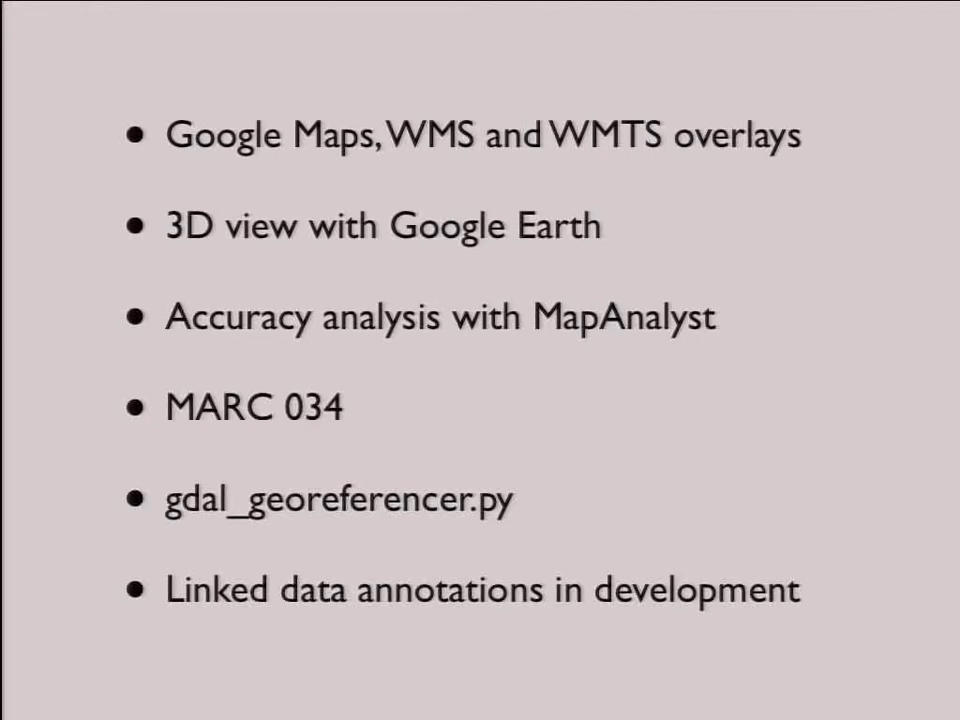 • Google Maps, WMS and WMTS overlays
• 3D view with Google Earth
• Accuracy analysis with MapAnalyst
• MARC 034
• gdal_georeferencer.py
• Linked data annotations in development